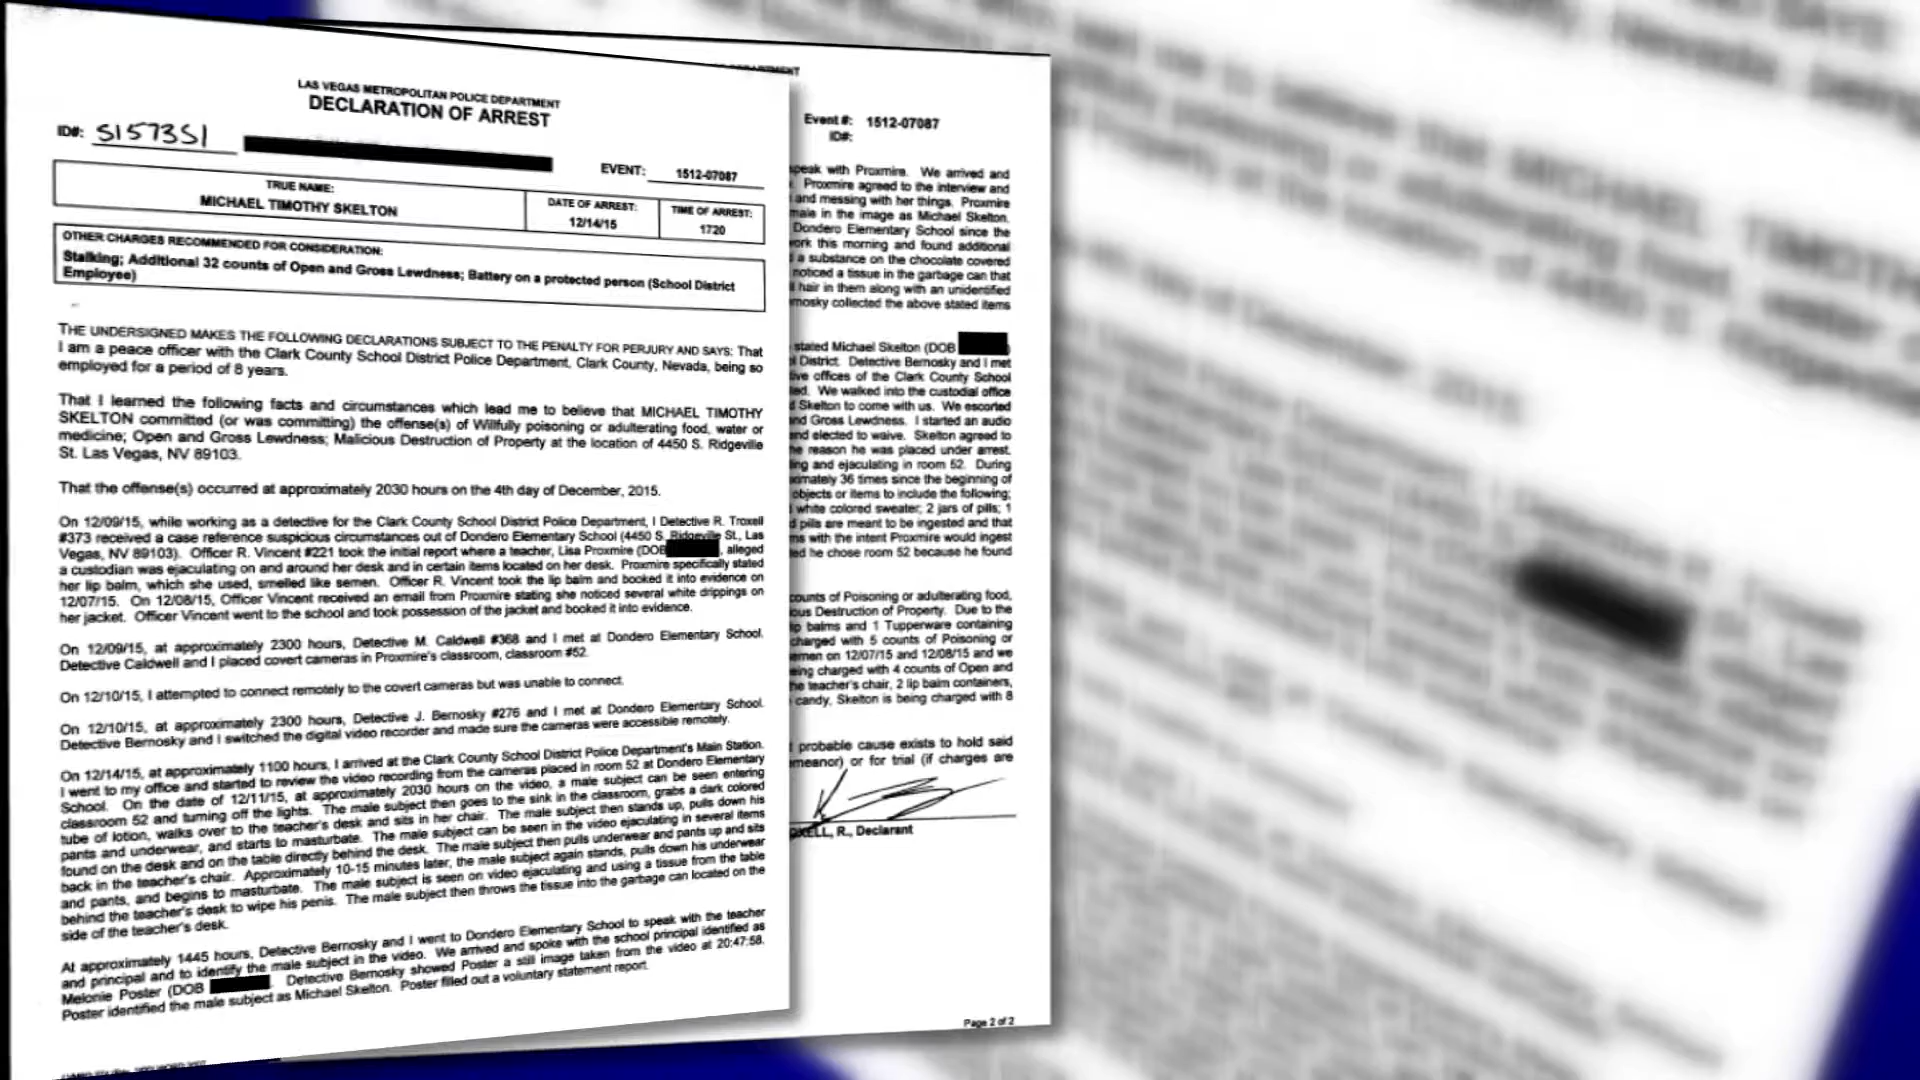 LAS VEGAS METROPOLITAN POLICE DEPARTMENT
DECLARATION OF ARREST
ID#: S157351
EVENT: 1512-07087
TRUE NAME:
MICHAEL TIMOTHY SKELTON
DATE OF ARREST:
12/14/15
TIME OF ARREST:
1720
OTHER CHARGES RECOMMENDED FOR CONSIDERATION:
Stalking; Additional 32 counts of Open and Gross Lewdness; Battery on a protected person (School District
Employee)
THE UNDERSIGNED MAKES THE FOLLOWING DECLARATIONS SUBJECT TO THE PENALTY FOR PERJURY AND SAYS: That
I am a peace officer with the Clark County School District Police Department, Clark County, Nevada, being so
employed for a period of 8 years.
That I learned the following facts and circumstances which lead me to believe that MICHAEL TIMOTHY
SKELTON committed (or was committing) the offense(s) of Willfully poisoning or adulterating food, water or
medicine; Open and Gross Lewdness; Malicious Destruction of Property at the location of 4450 S. Ridgeville
St. Las Vegas, NV 89103.
That the offense(s) occurred at approximately 2030 hours on the 4th day of December, 2015.
On 12/09/15, while working as a detective for the Clark County School District Police Department, I Detective R. Troxell
#373 received a case reference suspicious circumstances out of Dondero Elementary School (4450 S. Ridgeville St., Las
Vegas, NV 89103). Officer R. Vincent #221 took the initial report where a teacher, Lisa Proxmire (DOB , alleged
a custodian was ejaculating on and around her desk and in certain items located on her desk. Proxmire specifically stated
her lip balm, which she used, smelled like semen. Officer R. Vincent took the lip balm and booked it into evidence on
12/07/15. On 12/08/15, Officer Vincent received an email from Proxmire stating she noticed several white drippings on
her jacket. Officer Vincent went to the school and took possession of the jacket and booked it into evidence.
On 12/09/15, at approximately 2300 hours, Detective M. Caldwell #368 and I met at Dondero Elementary School.
Detective Caldwell and I placed covert cameras in Proxmire's classroom, classroom #52.
On 12/10/15, I attempted to connect remotely to the covert cameras but was unable to connect.
On 12/10/15, at approximately 2300 hours, Detective J. Bernosky #276 and I met at Dondero Elementary School.
Detective Bernosky and I switched the digital video recorder and made sure the cameras were accessible remotely.
On 12/14/15, at approximately 1100 hours, I arrived at the Clark County School District Police Department's Main Station.
I went to my office and started to review the video recording from the cameras placed in room 52 at Dondero Elementary
School. On the date of 12/11/15, at approximately 2030 hours on the video, a male subject can be seen entering
classroom 52 and turning off the lights. The male subject then goes to the sink in the classroom, grabs a dark colored
tube of lotion, walks over to the teacher's desk and sits in her chair. The male subject then stands up, pulls down his
pants and underwear, and starts to masturbate. The male subject can be seen in the video ejaculating in several items
found on the desk and on the table directly behind the desk. The male subject then pulls underwear and pants up and sits
back in the teacher's chair. Approximately 10-15 minutes later, the male subject again stands, pulls down his underwear
and pants, and begins to masturbate. The male subject is seen on video ejaculating and using a tissue from the table
behind the teacher's desk to wipe his penis. The male subject then throws the tissue into the garbage can located on the
side of the teacher's desk.
At approximately 1445 hours, Detective Bernosky and I went to Dondero Elementary School to speak with the teacher
and principal and to identify the male subject in the video. We arrived and spoke with the school principal identified as
Melonie Poster (DOB . Detective Bernosky showed Poster a still image taken from the video at 20:47:58.
Poster identified the male subject as Michael Skelton. Poster filled out a voluntary statement report.
Event #: 1512-07087
ID#:
speak with Proxmire. We arrived and
Proxmire agreed to the interview and
and messing with her things. Proxmire
male in the image as Michael Skelton.
Dondero Elementary School since the
work this morning and found additional
a substance on the chocolate covered
noticed a tissue in the garbage can that
hair in them along with an unidentified
collected the above stated items
stated Michael Skelton (DOB )
District. Detective Bernosky and I met
offices of the Clark County School
We walked into the custodial office
Skelton to come with us. We escorted
and Gross Lewdness. I started an audio
and elected to waive. Skelton agreed to
reason he was placed under arrest.
and ejaculating in room 52. During
36 times since the beginning of
objects or items to include the following;
white colored sweater; 2 jars of pills; 1
pills are meant to be ingested and that
with the intent Proxmire would ingest
he chose room 52 because he found
counts of Poisoning or adulterating food,
Destruction of Property. Due to the
balms and 1 Tupperware containing
charged with 5 counts of Poisoning or
semen on 12/07/15 and 12/08/15 and we
being charged with 4 counts of Open and
the teacher's chair, 2 lip balm containers,
candy. Skelton is being charged with 8
probable cause exists to hold said
or for trial (if charges are
R., Declarant
Page 2 of 2